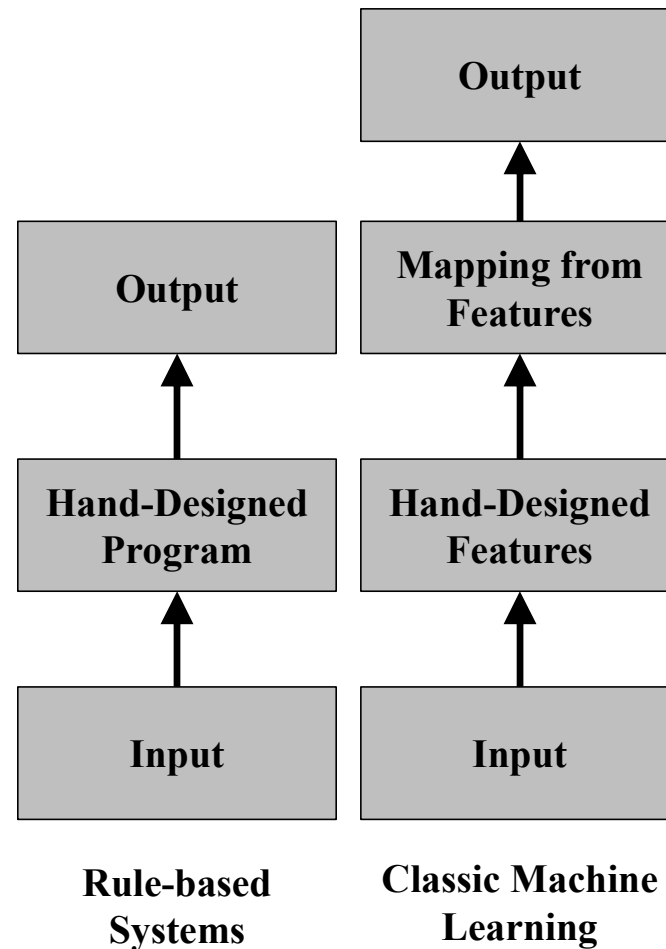 Output
Output
Mapping from
Features
Hand-Designed
Program
Hand-Designed
Features
Input
Input
Rule-based
Systems
Classic Machine
Learning